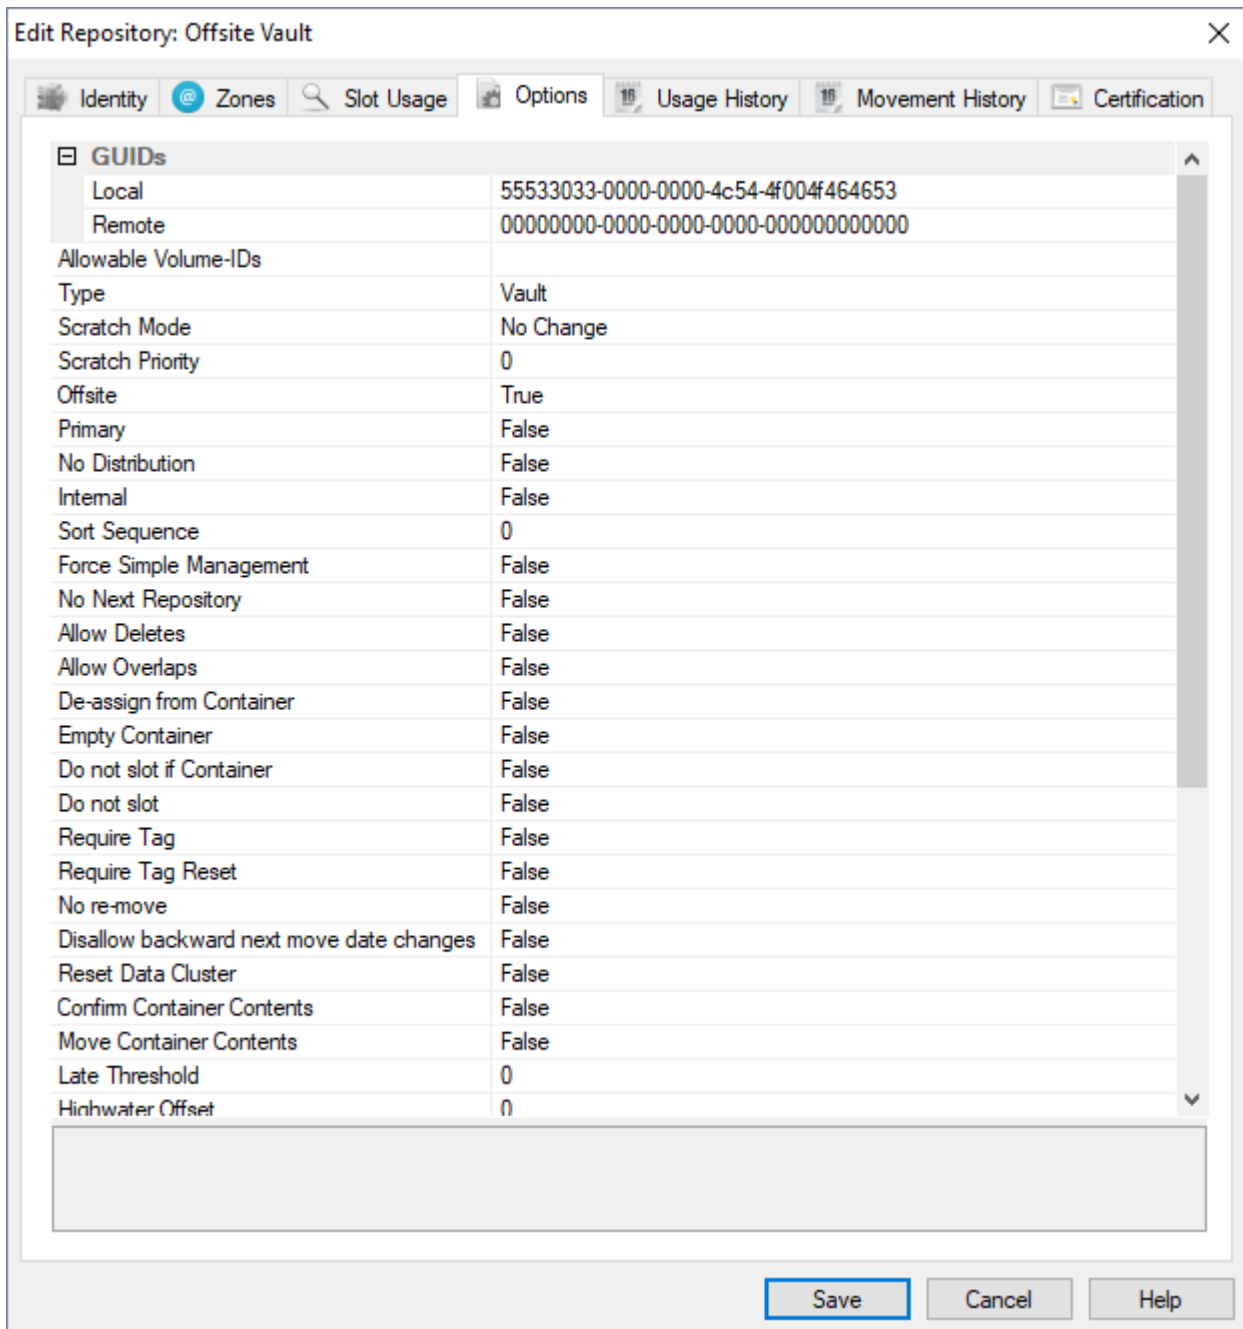 Edit Repository: Offsite Vault
Identity Zones Slot Usage Options Usage History Movement History Certification
GUIDs
Local 55533033-0000-0000-4c54-4f004f464653
Remote 00000000-0000-0000-0000-000000000000
Allowable Volume-IDs
Type Vault
Scratch Mode No Change
Scratch Priority 0
Offsite True
Primary False
No Distribution False
Internal False
Sort Sequence 0
Force Simple Management False
No Next Repository False
Allow Deletes False
Allow Overlaps False
De-assign from Container False
Empty Container False
Do not slot if Container False
Do not slot False
Require Tag False
Require Tag Reset False
No re-move False
Disallow backward next move date changes False
Reset Data Cluster False
Confirm Container Contents False
Move Container Contents False
Late Threshold 0
Highwater Offset 0
Save Cancel Help